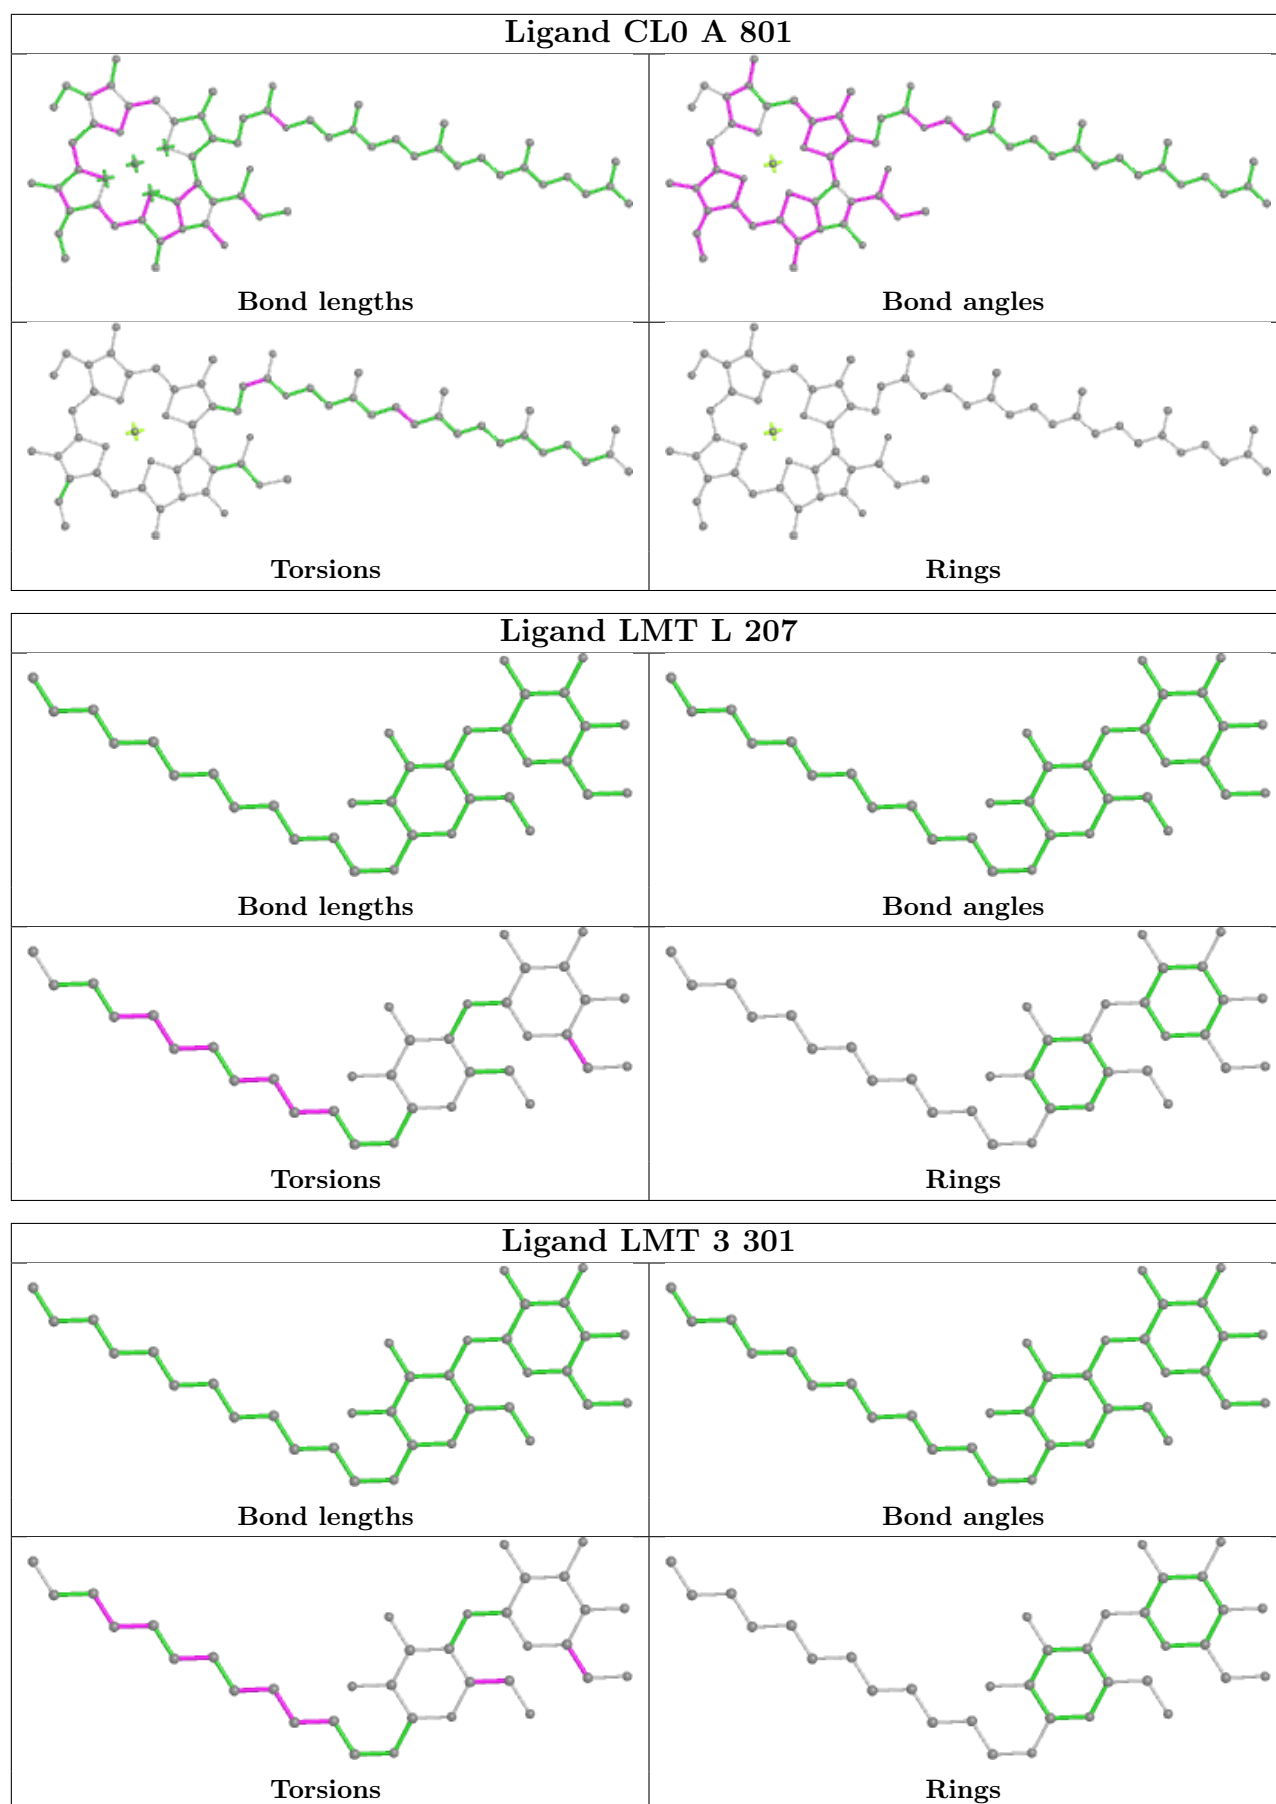 Ligand CL0 A 801
Bond lengths
Bond angles
Torsions
Rings
Ligand LMT L 207
Bond lengths
Bond angles
Torsions
Rings
Ligand LMT 3 301
Bond lengths
Bond angles
Torsions
Rings